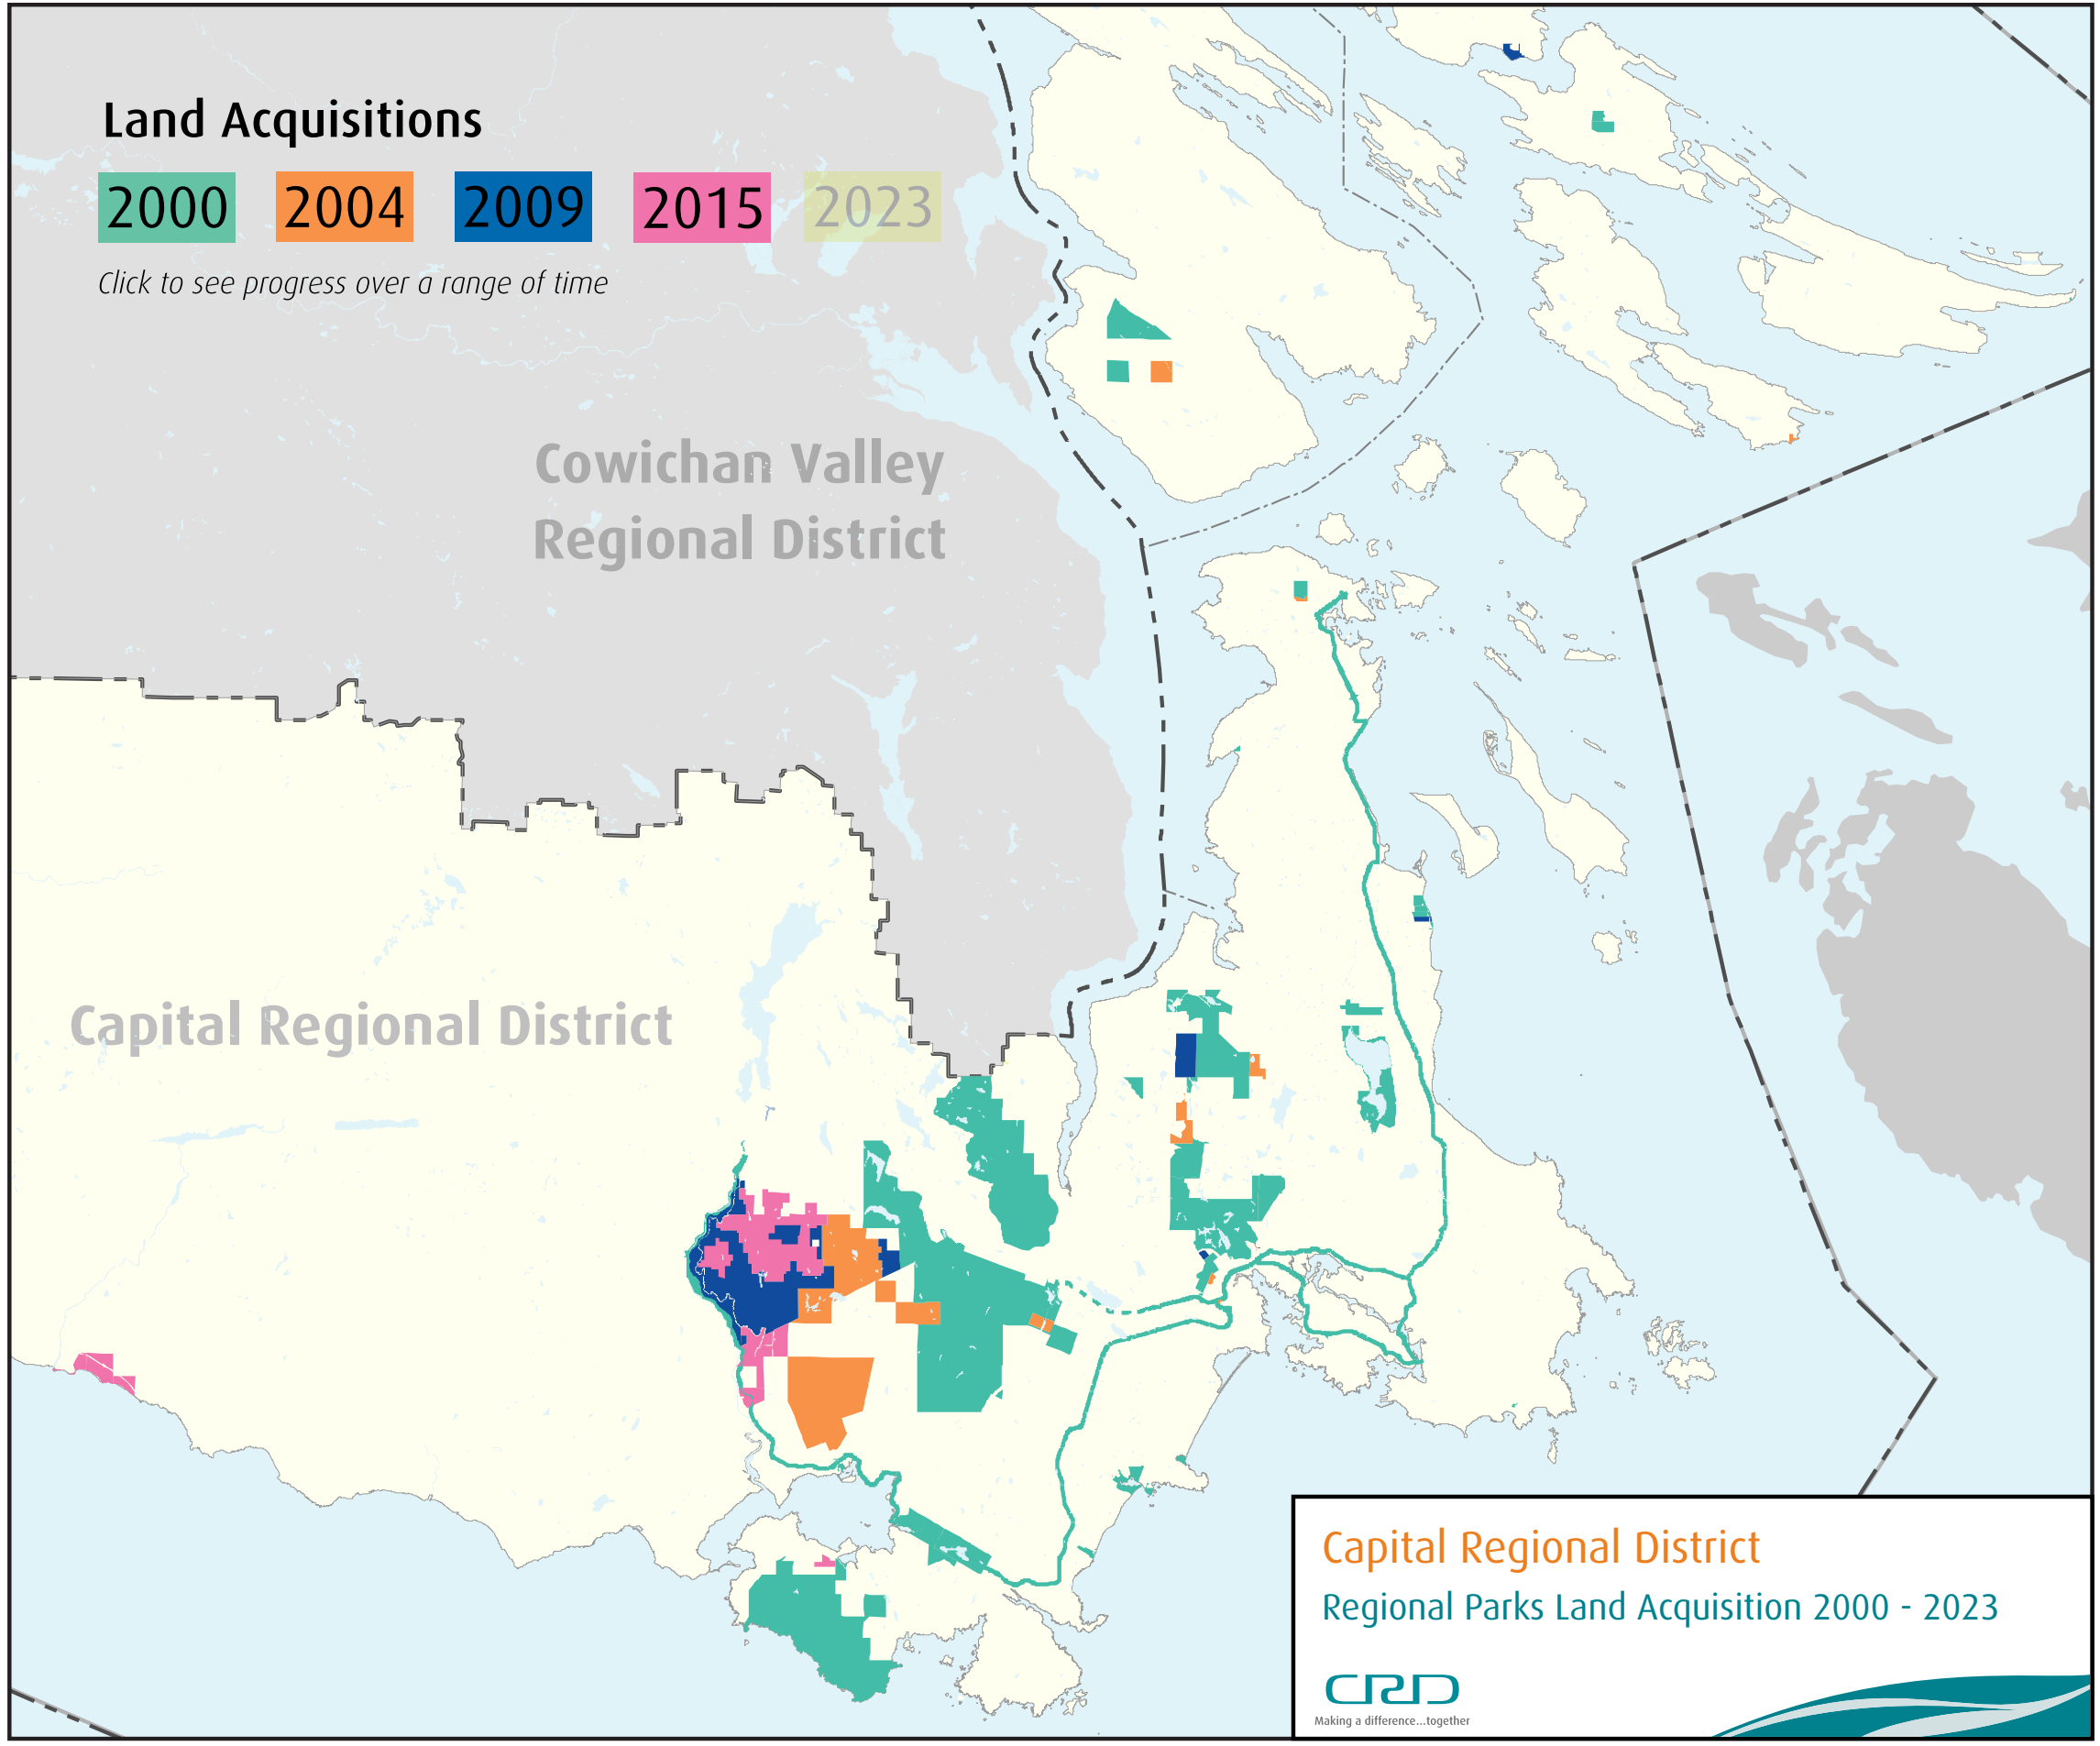 Land Acquisitions
2000 2004 2009 2015 2023
Click to see progress over a range of time
Cowichan Valley
Regional District
Capital Regional District
Capital Regional District
Regional Parks Land Acquisition 2000 - 2023
CRD
Making a difference...together